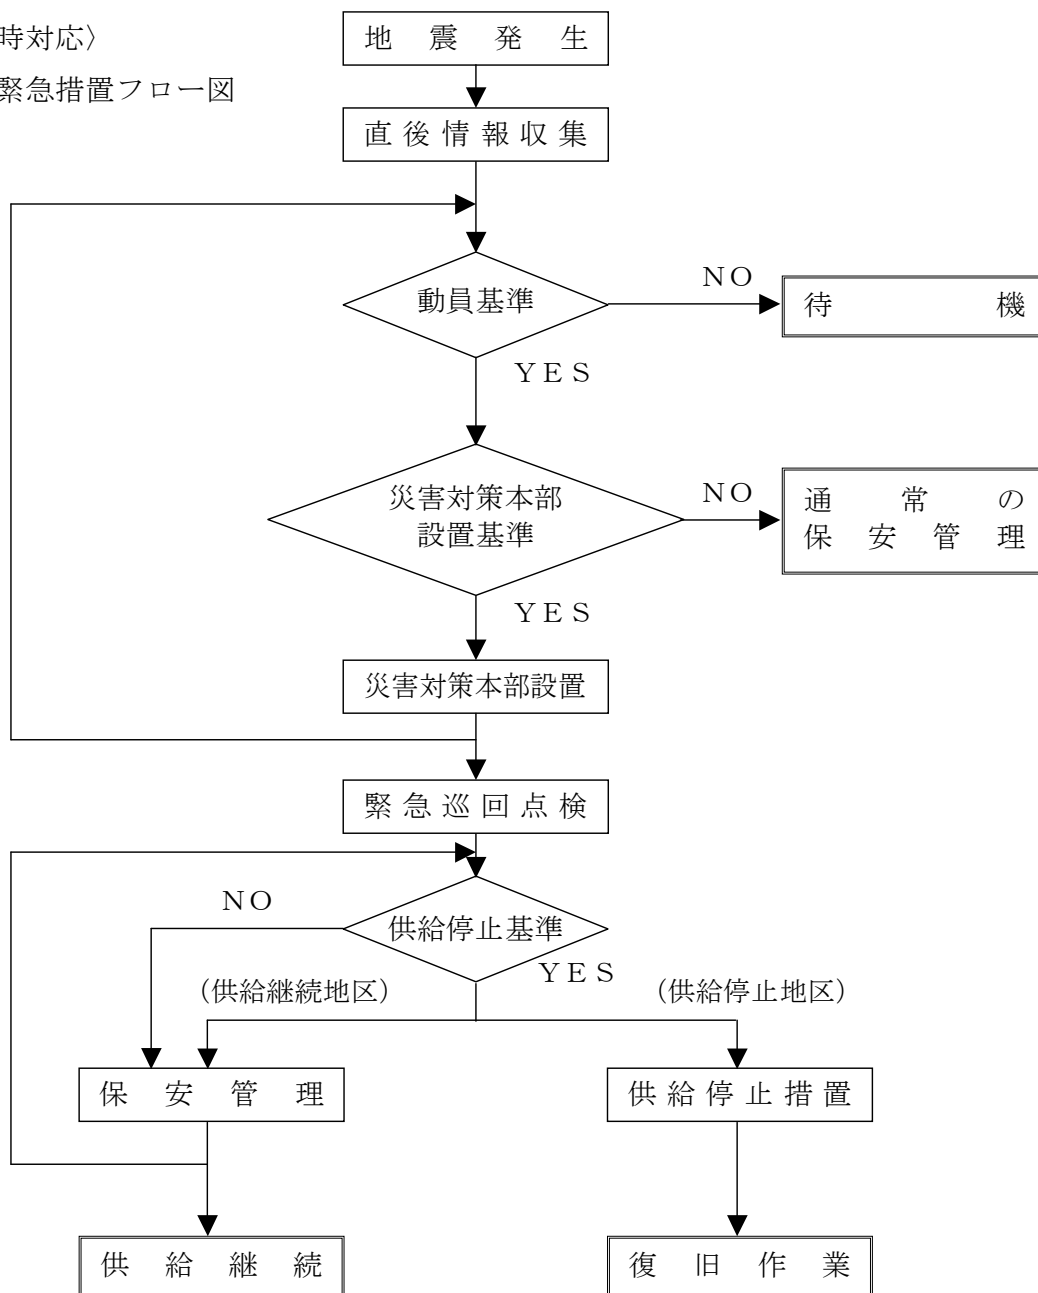 時対応〉
緊急措置フロー図
地震発生
直後情報収集
動員基準
NO
待機
YES
災害対策本部
設置基準
NO
通常の
保安管理
YES
災害対策本部設置
緊急巡回点検
供給停止基準
NO
YES
(供給継続地区)
(供給停止地区)
保安管理
供給停止措置
供給継続
復旧作業